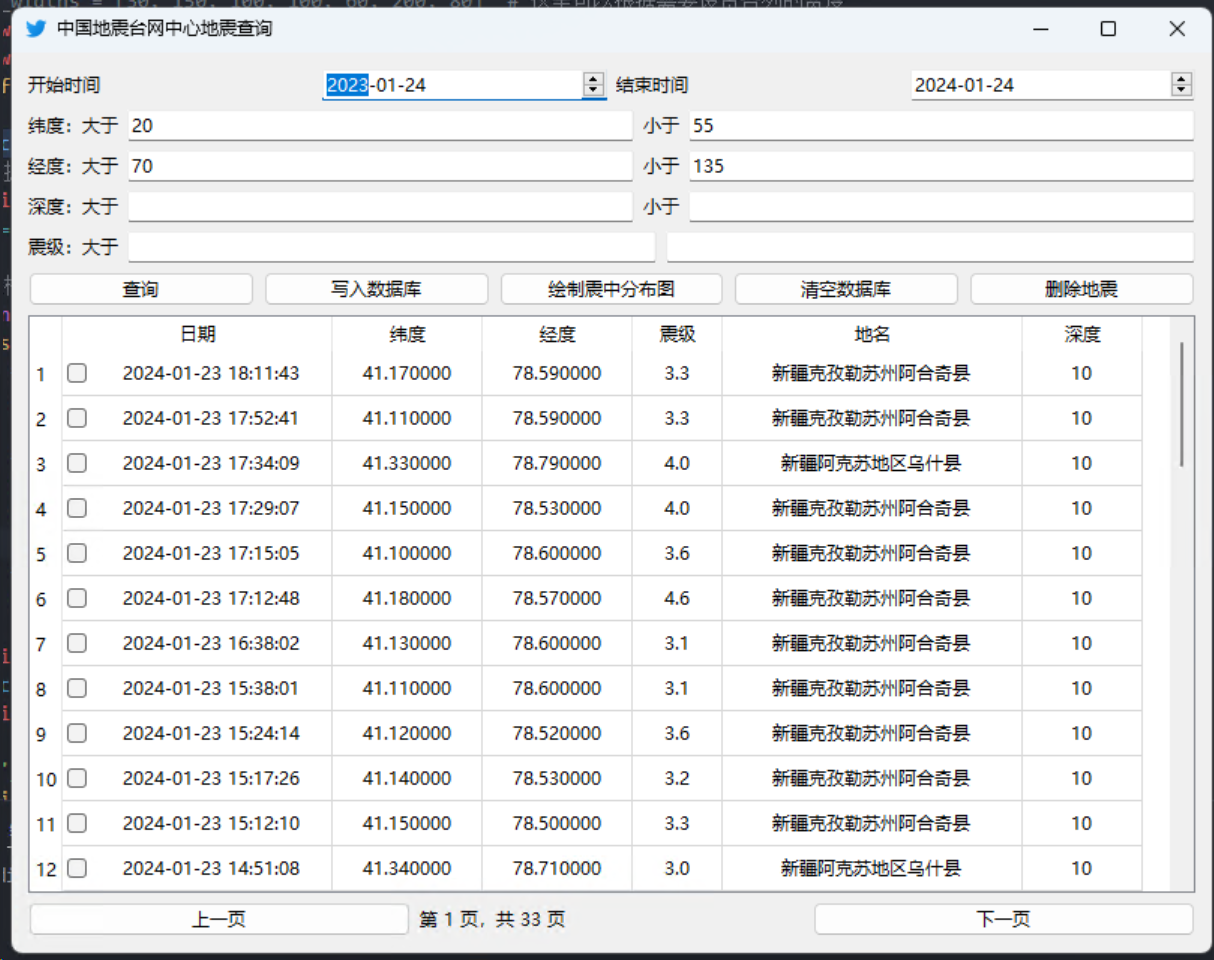 中国地震台网中心地震查询
开始时间 2023-01-24 结束时间 2024-01-24
纬度：大于 20 小于 55
经度：大于 70 小于 135
深度：大于 小于
震级：大于
查询 写入数据库 绘制震中分布图 清空数据库 删除地震
日期 纬度 经度 震级 地名 深度
1 2024-01-23 18:11:43 41.170000 78.590000 3.3 新疆克孜勒苏州阿合奇县 10
2 2024-01-23 17:52:41 41.110000 78.590000 3.3 新疆克孜勒苏州阿合奇县 10
3 2024-01-23 17:34:09 41.330000 78.790000 4.0 新疆阿克苏地区乌什县 10
4 2024-01-23 17:29:07 41.150000 78.530000 4.0 新疆克孜勒苏州阿合奇县 10
5 2024-01-23 17:15:05 41.100000 78.600000 3.6 新疆克孜勒苏州阿合奇县 10
6 2024-01-23 17:12:48 41.180000 78.570000 4.6 新疆克孜勒苏州阿合奇县 10
7 2024-01-23 16:38:02 41.130000 78.600000 3.1 新疆克孜勒苏州阿合奇县 10
8 2024-01-23 15:38:01 41.110000 78.600000 3.1 新疆克孜勒苏州阿合奇县 10
9 2024-01-23 15:24:14 41.120000 78.520000 3.6 新疆克孜勒苏州阿合奇县 10
10 2024-01-23 15:17:26 41.140000 78.530000 3.2 新疆克孜勒苏州阿合奇县 10
11 2024-01-23 15:12:10 41.150000 78.500000 3.3 新疆克孜勒苏州阿合奇县 10
12 2024-01-23 14:51:08 41.340000 78.710000 3.0 新疆阿克苏地区乌什县 10
上一页 第 1 页，共 33 页 下一页